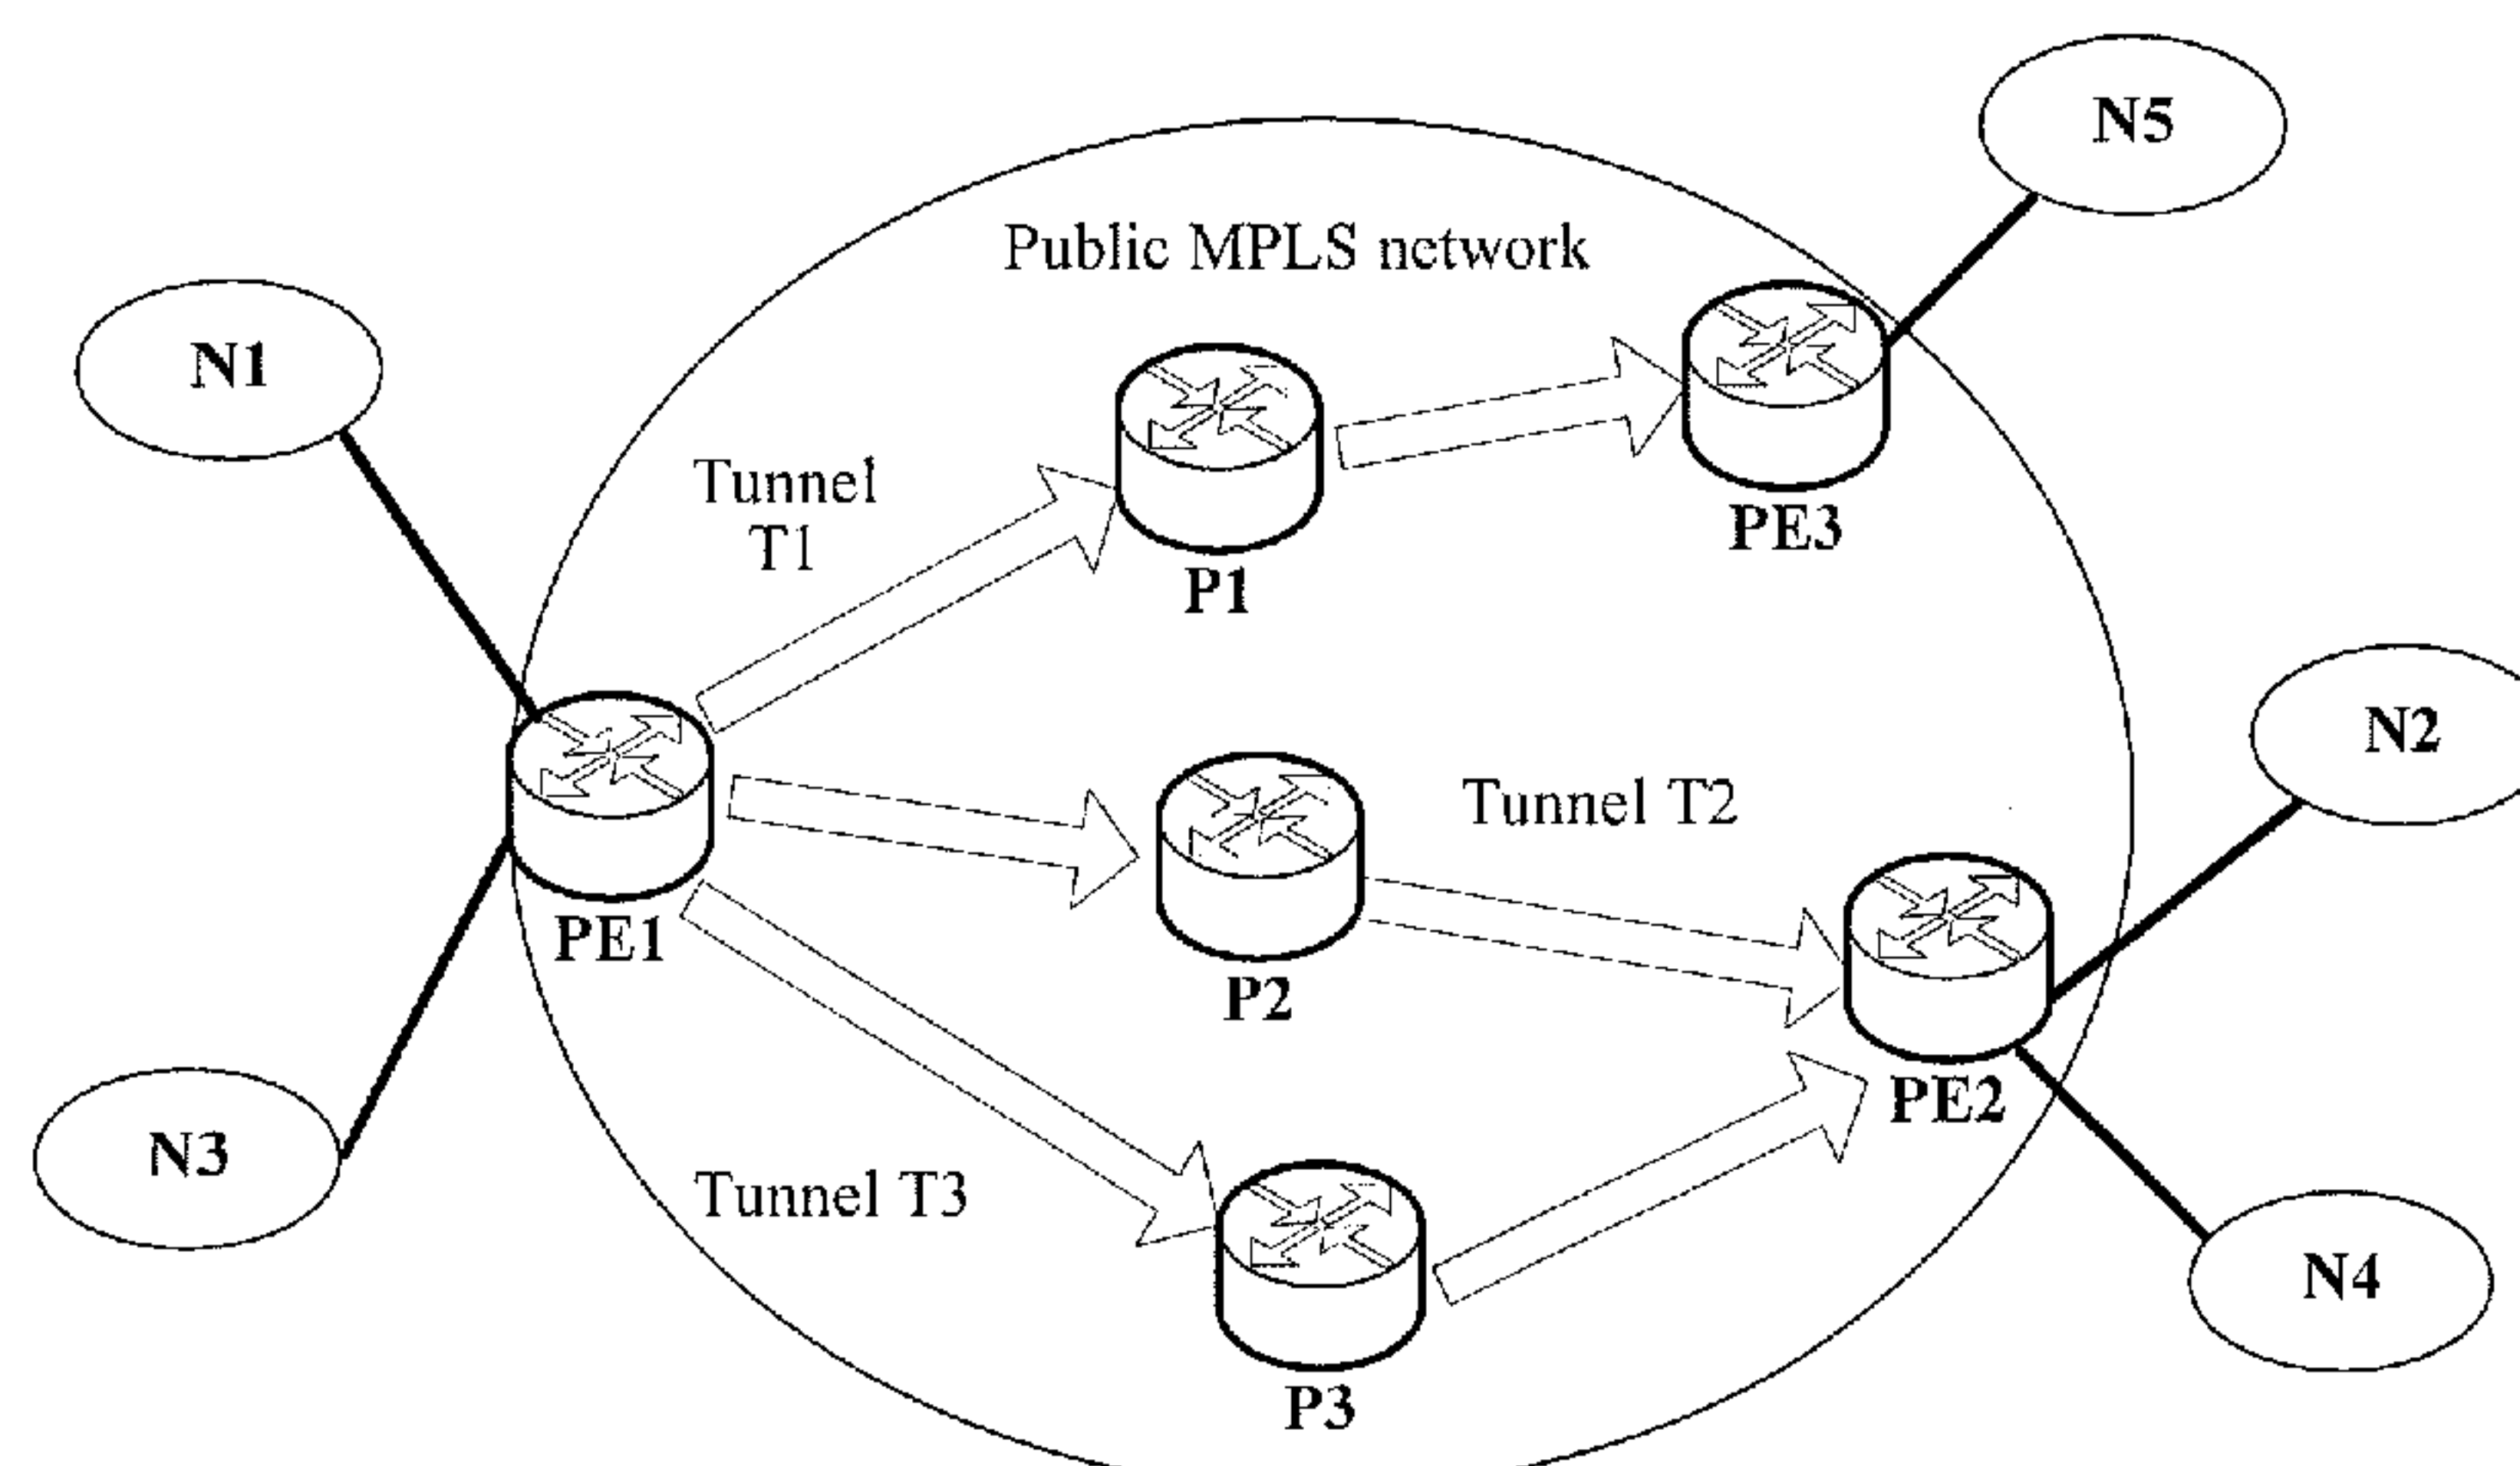 N5
Public MPLS network
N1
Tunnel
T1
PE3
P1
N2
Tunnel T2
PE1
P2
PE2
N3
Tunnel T3
N4
P3